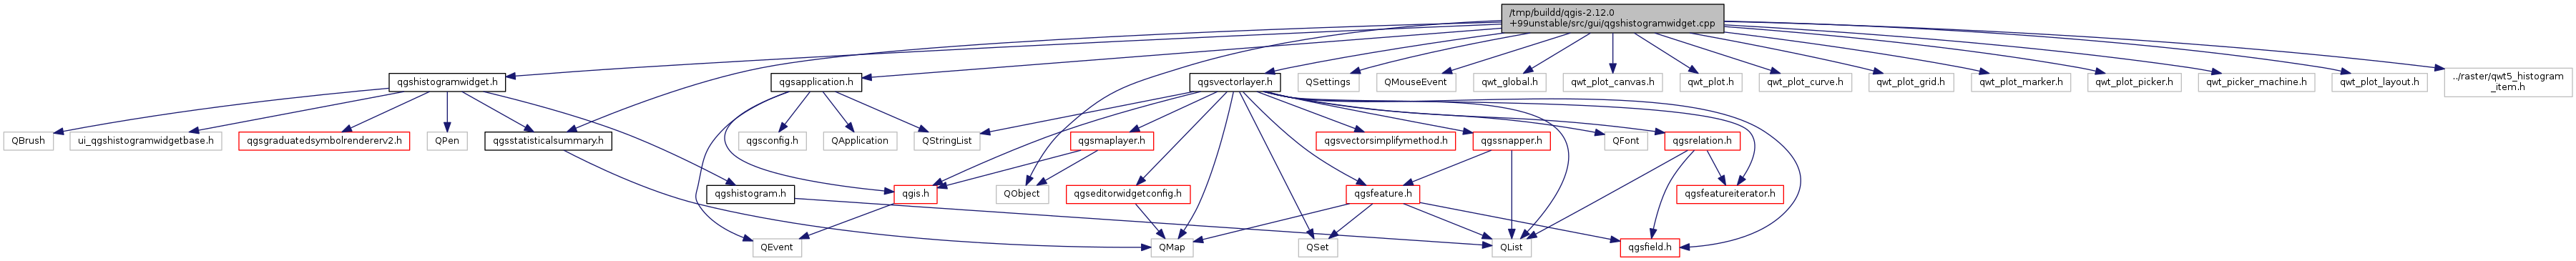 /tmp/buildd/qgis-2.12.0
+99unstable/src/gui/qgshistogramwidget.cpp
qgshistogramwidget.h
qgsapplication.h
qgsvectorlayer.h
QSettings
QMouseEvent
qwt_global.h
qwt_plot_canvas.h
qwt_plot.h
qwt_plot_curve.h
qwt_plot_grid.h
qwt_plot_marker.h
qwt_plot_picker.h
qwt_picker_machine.h
qwt_plot_layout.h
../raster/qwt5_histogram
_item.h
QBrush
ui_qgshistogramwidgetbase.h
qgsgraduatedsymbolrendererv2.h
QPen
qgsstatisticalsummary.h
qgsconfig.h
QApplication
QStringList
qgsmaplayer.h
qgsvectorsimplifymethod.h
qgssnapper.h
QFont
qgsrelation.h
qgshistogram.h
qgis.h
QObject
qgseditorwidgetconfig.h
qgsfeature.h
qgsfeatureiterator.h
QEvent
QMap
QSet
QList
qgsfield.h